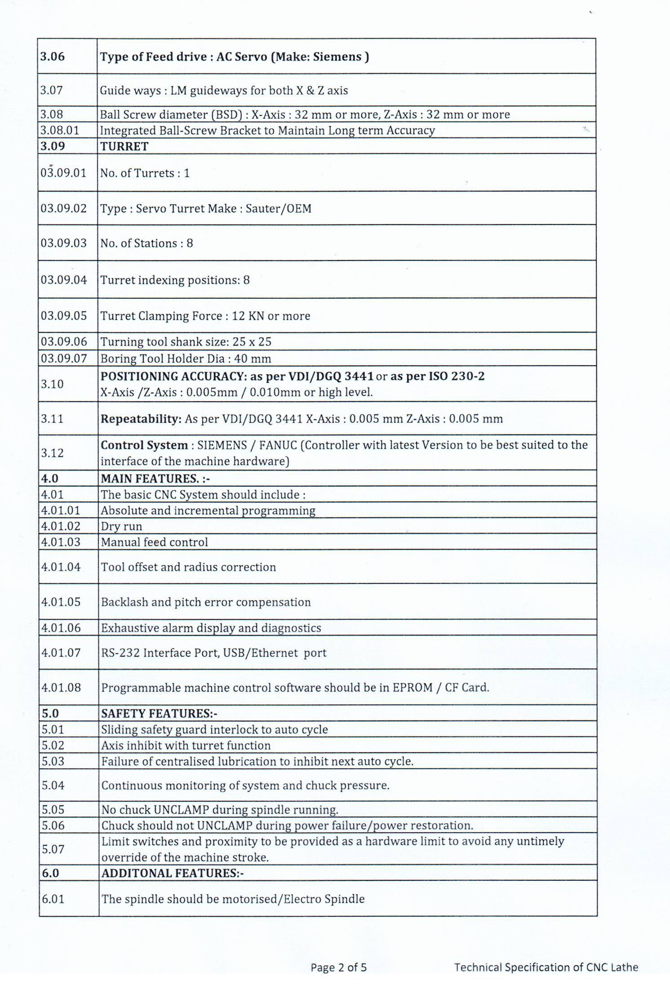 3.06 Type of Feed drive : AC Servo (Make: Siemens )
3.07 Guide ways : LM guideways for both X & Z axis
3.08 Ball Screw diameter (BSD) : X-Axis : 32 mm or more, Z-Axis : 32 mm or more
3.08.01 Integrated Ball-Screw Bracket to Maintain Long term Accuracy
3.09 TURRET
03.09.01 No. of Turrets : 1
03.09.02 Type : Servo Turret Make : Sauter/OEM
03.09.03 No. of Stations : 8
03.09.04 Turret indexing positions: 8
03.09.05 Turret Clamping Force : 12 KN or more
03.09.06 Turning tool shank size: 25 x 25
03.09.07 Boring Tool Holder Dia : 40 mm
3.10 POSITIONING ACCURACY: as per VDI/DGQ 3441 or as per ISO 230-2
X-Axis /Z-Axis : 0.005mm / 0.010mm or high level.
3.11 Repeatability: As per VDI/DGQ 3441 X-Axis : 0.005 mm Z-Axis : 0.005 mm
3.12 Control System : SIEMENS / FANUC (Controller with latest Version to be best suited to the
interface of the machine hardware)
4.0 MAIN FEATURES. :-
4.01 The basic CNC System should include :
4.01.01 Absolute and incremental programming
4.01.02 Dry run
4.01.03 Manual feed control
4.01.04 Tool offset and radius correction
4.01.05 Backlash and pitch error compensation
4.01.06 Exhaustive alarm display and diagnostics
4.01.07 RS-232 Interface Port, USB/Ethernet port
4.01.08 Programmable machine control software should be in EPROM / CF Card.
5.0 SAFETY FEATURES:-
5.01 Sliding safety guard interlock to auto cycle
5.02 Axis inhibit with turret function
5.03 Failure of centralised lubrication to inhibit next auto cycle.
5.04 Continuous monitoring of system and chuck pressure.
5.05 No chuck UNCLAMP during spindle running.
5.06 Chuck should not UNCLAMP during power failure/power restoration.
5.07 Limit switches and proximity to be provided as a hardware limit to avoid any untimely
override of the machine stroke.
6.0 ADDITONAL FEATURES:-
6.01 The spindle should be motorised/Electro Spindle
Page 2 of 5 Technical Specification of CNC Lathe